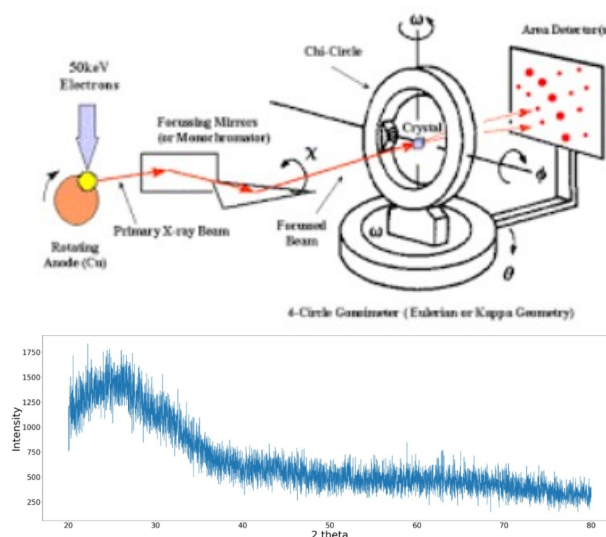 ω
Area Detector(s)
Chi-Circle
50keV
Electrons
Focussing Mirrors
(or Monochromator)
Crystal
χ
ϕ
Primary X-ray Beam
Focussed
Beam
ω
Rotating
Anode (Cu)
θ
4-Circle Goniometer ( Eulerian or Kappa Geometry)
1750
1500
1250
1000
750
500
250
Intensity
20 30 40 50 60 70 80
2 theta